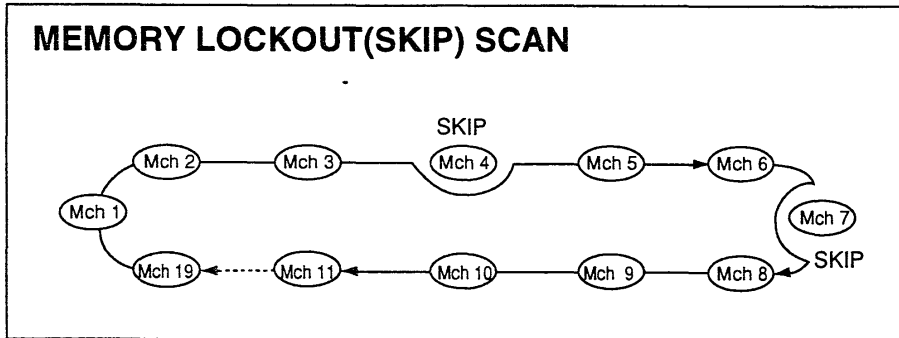 MEMORY LOCKOUT(SKIP) SCAN
SKIP
Mch 2 Mch 3 Mch 4 Mch 5 Mch 6
Mch 1 Mch 7
SKIP
Mch 19 Mch 11 Mch 10 Mch 9 Mch 8